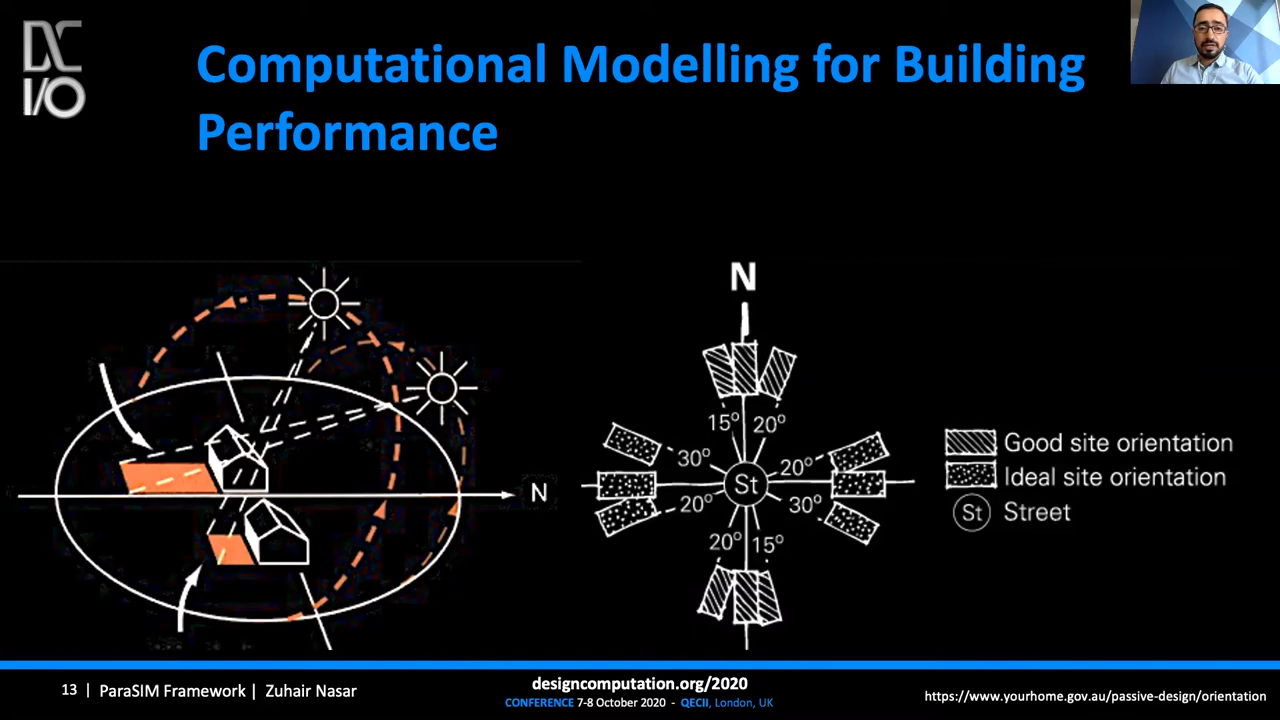 DC
I/O
Computational Modelling for Building
Performance
N
N
15º 20º
30º 20º
St
20º 30º
20º 15º
Good site orientation
Ideal site orientation
St Street
13 | ParaSIM Framework | Zuhair Nasar
designcomputation.org/2020
CONFERENCE 7-8 October 2020 - QECII, London, UK
https://www.yourhome.gov.au/passive-design/orientation